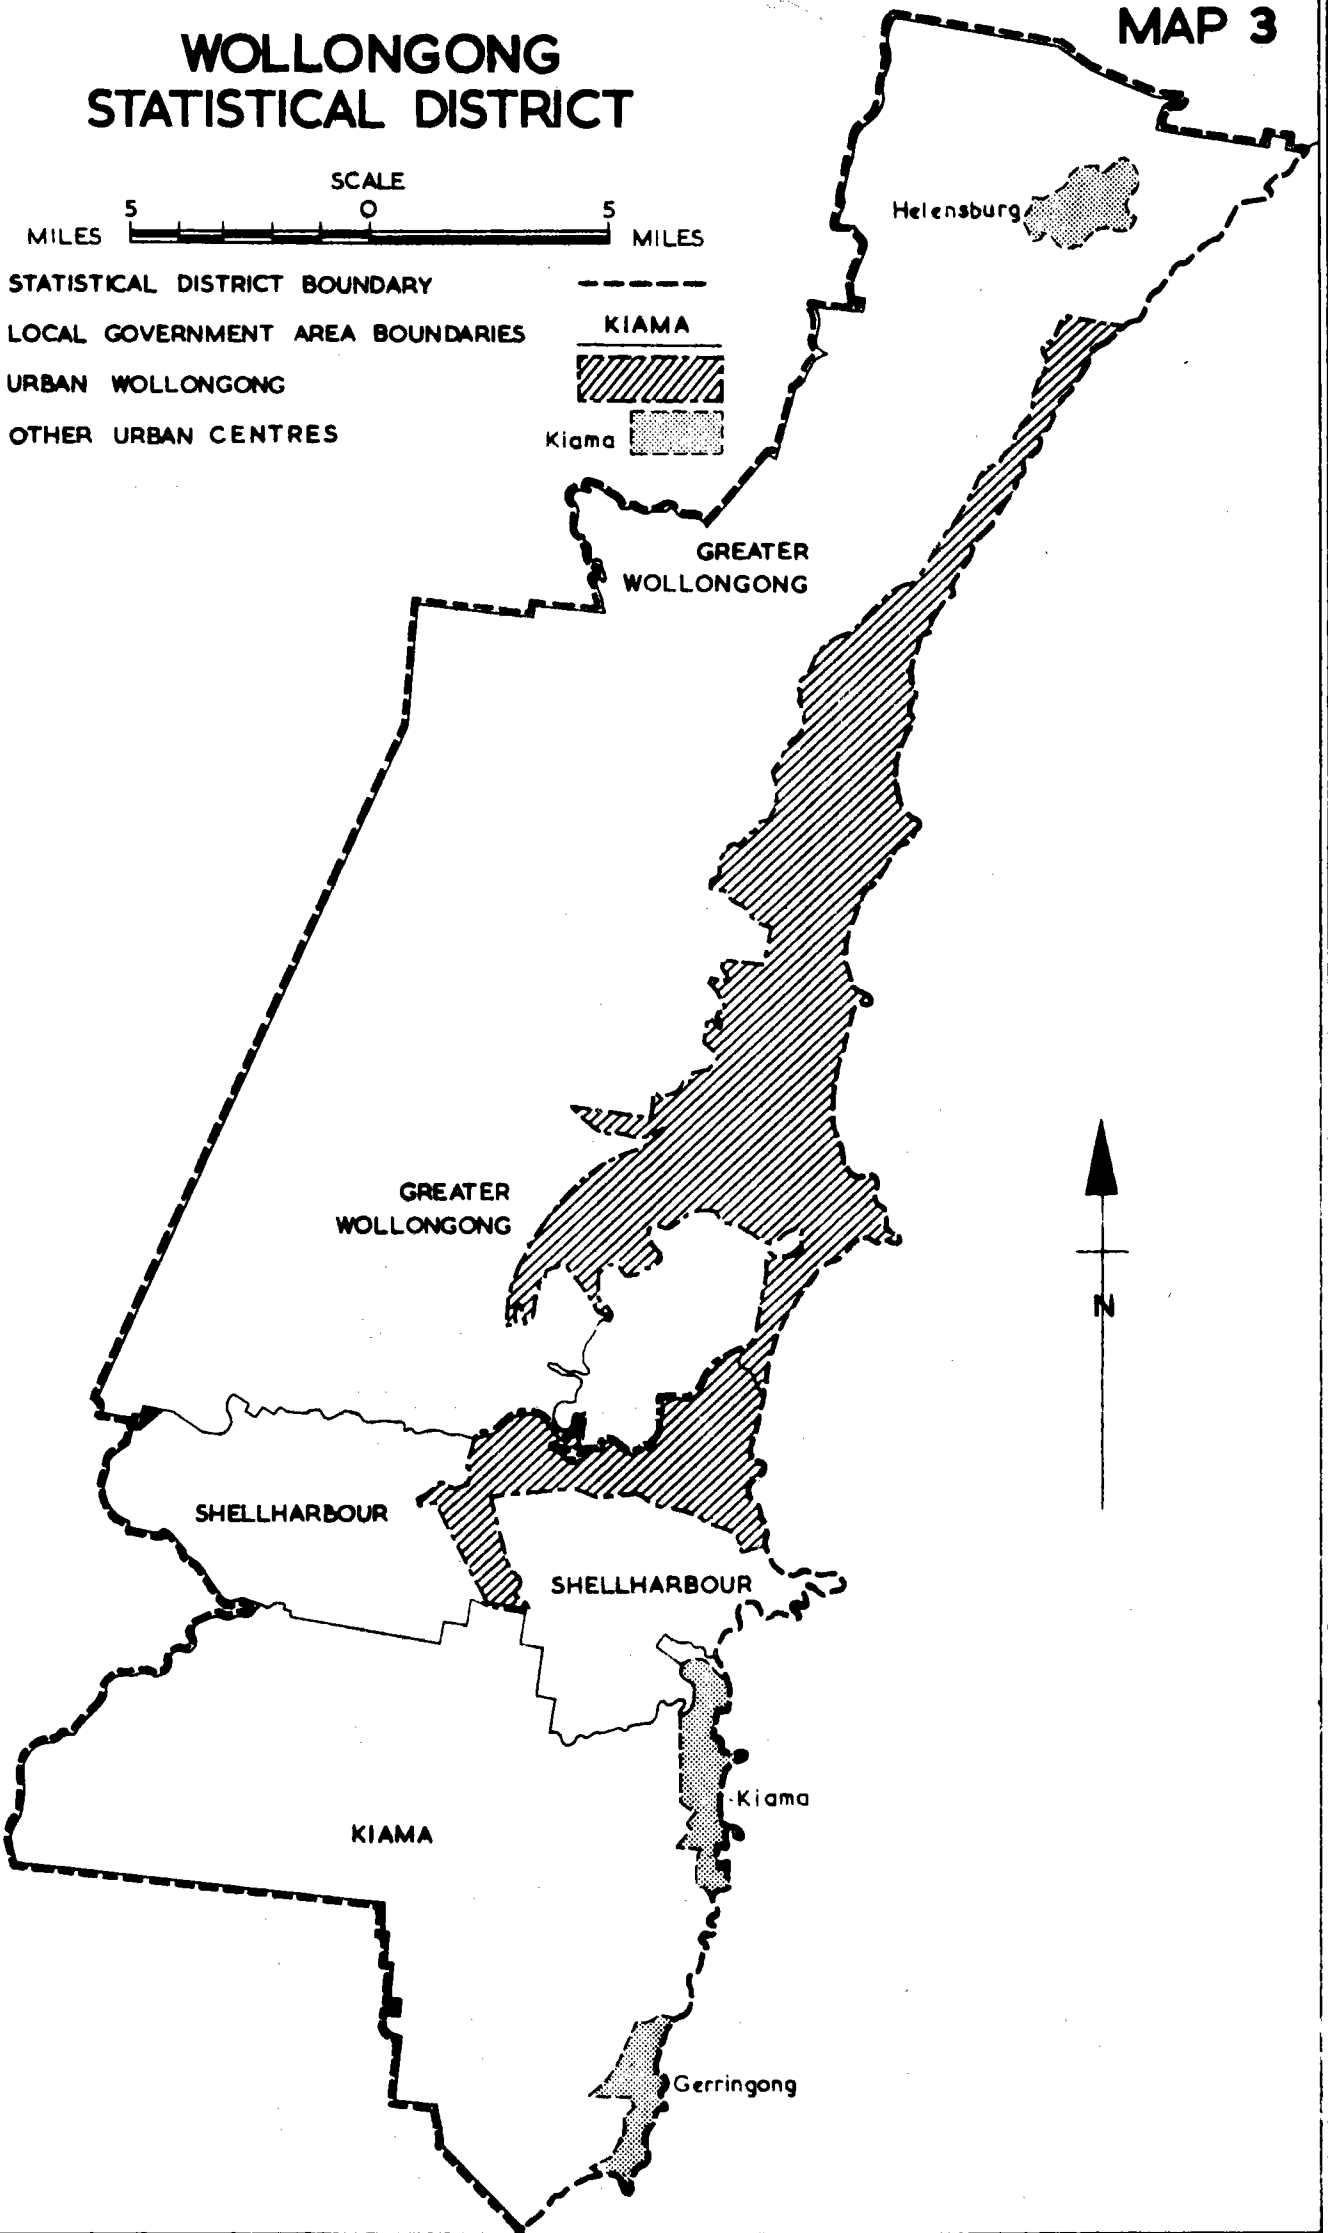 MAP 3
WOLLONGONG
STATISTICAL DISTRICT
SCALE
5 0 5
MILES MILES
STATISTICAL DISTRICT BOUNDARY
LOCAL GOVERNMENT AREA BOUNDARIES KIAMA
URBAN WOLLONGONG
OTHER URBAN CENTRES Kiama
Helensburg
GREATER
WOLLONGONG
GREATER
WOLLONGONG
N
SHELLHARBOUR
SHELLHARBOUR
Kiama
KIAMA
Gerringong